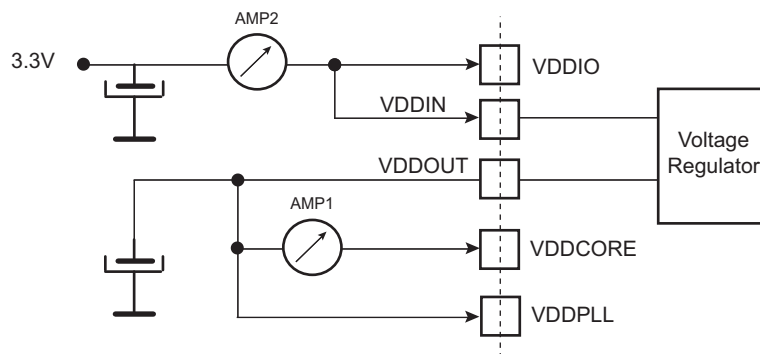 AMP2
3.3V
VDDIO
VDDIN
Voltage
Regulator
VDDOUT
AMP1
VDDCORE
VDDPLL